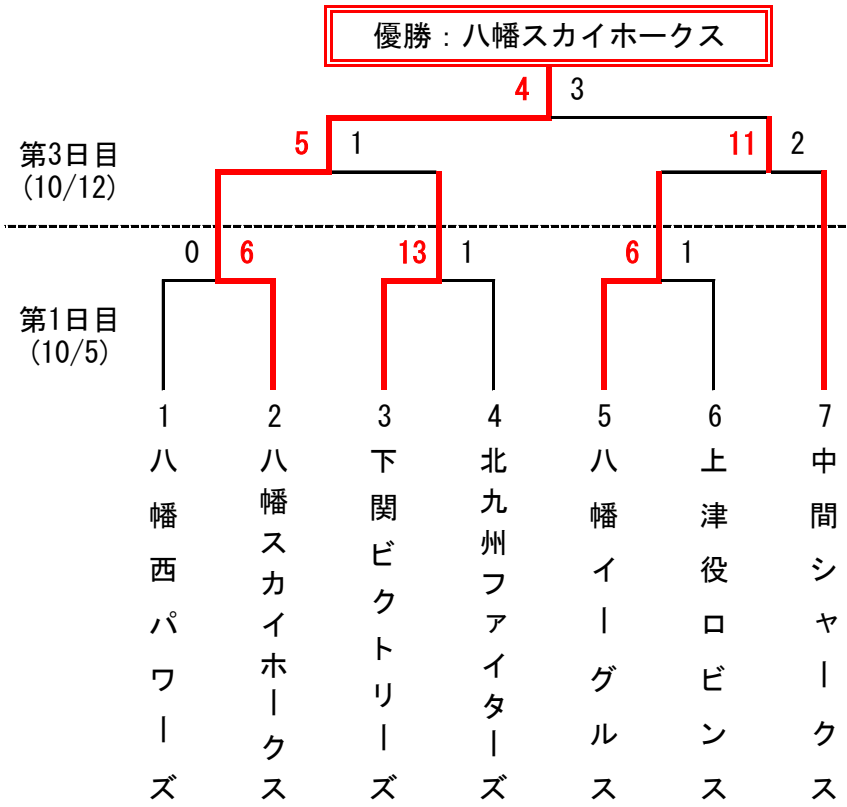 優勝：八幡スカイホークス
4 3
5 1 11 2
第3日目
(10/12)
0 6 13 1 6 1
第1日目
(10/5)
1 2 3 4 5 6 7
八幡西パワーズ
八幡スカイホークス
下関ビクトリーズ
北九州ファイターズ
八幡イーグルス
上津役ロビンス
中間シャークス